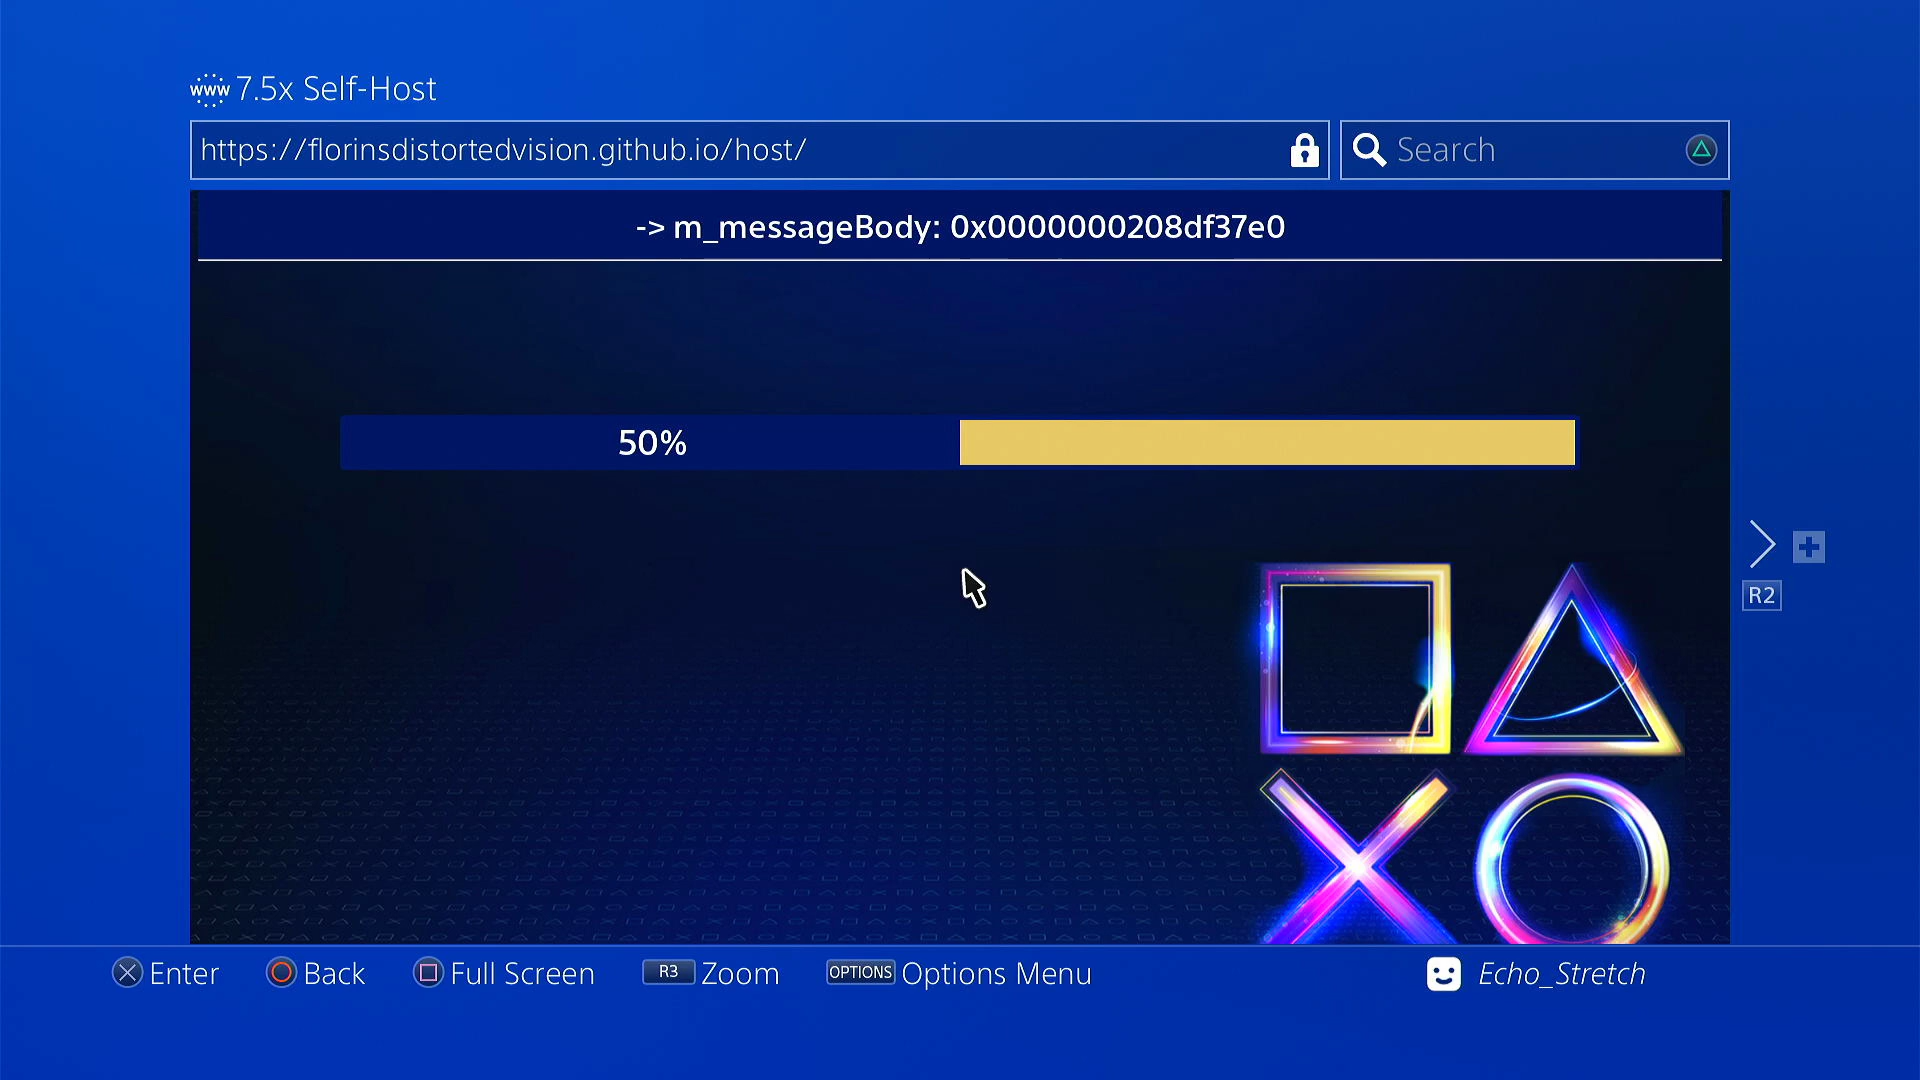 www 7.5x Self-Host
https://florinsdistortedvision.github.io/host/
Search
-> m_messageBody: 0x0000000208df37e0
50%
R2
Enter
Back
Full Screen
R3 Zoom
OPTIONS Options Menu
Echo_Stretch